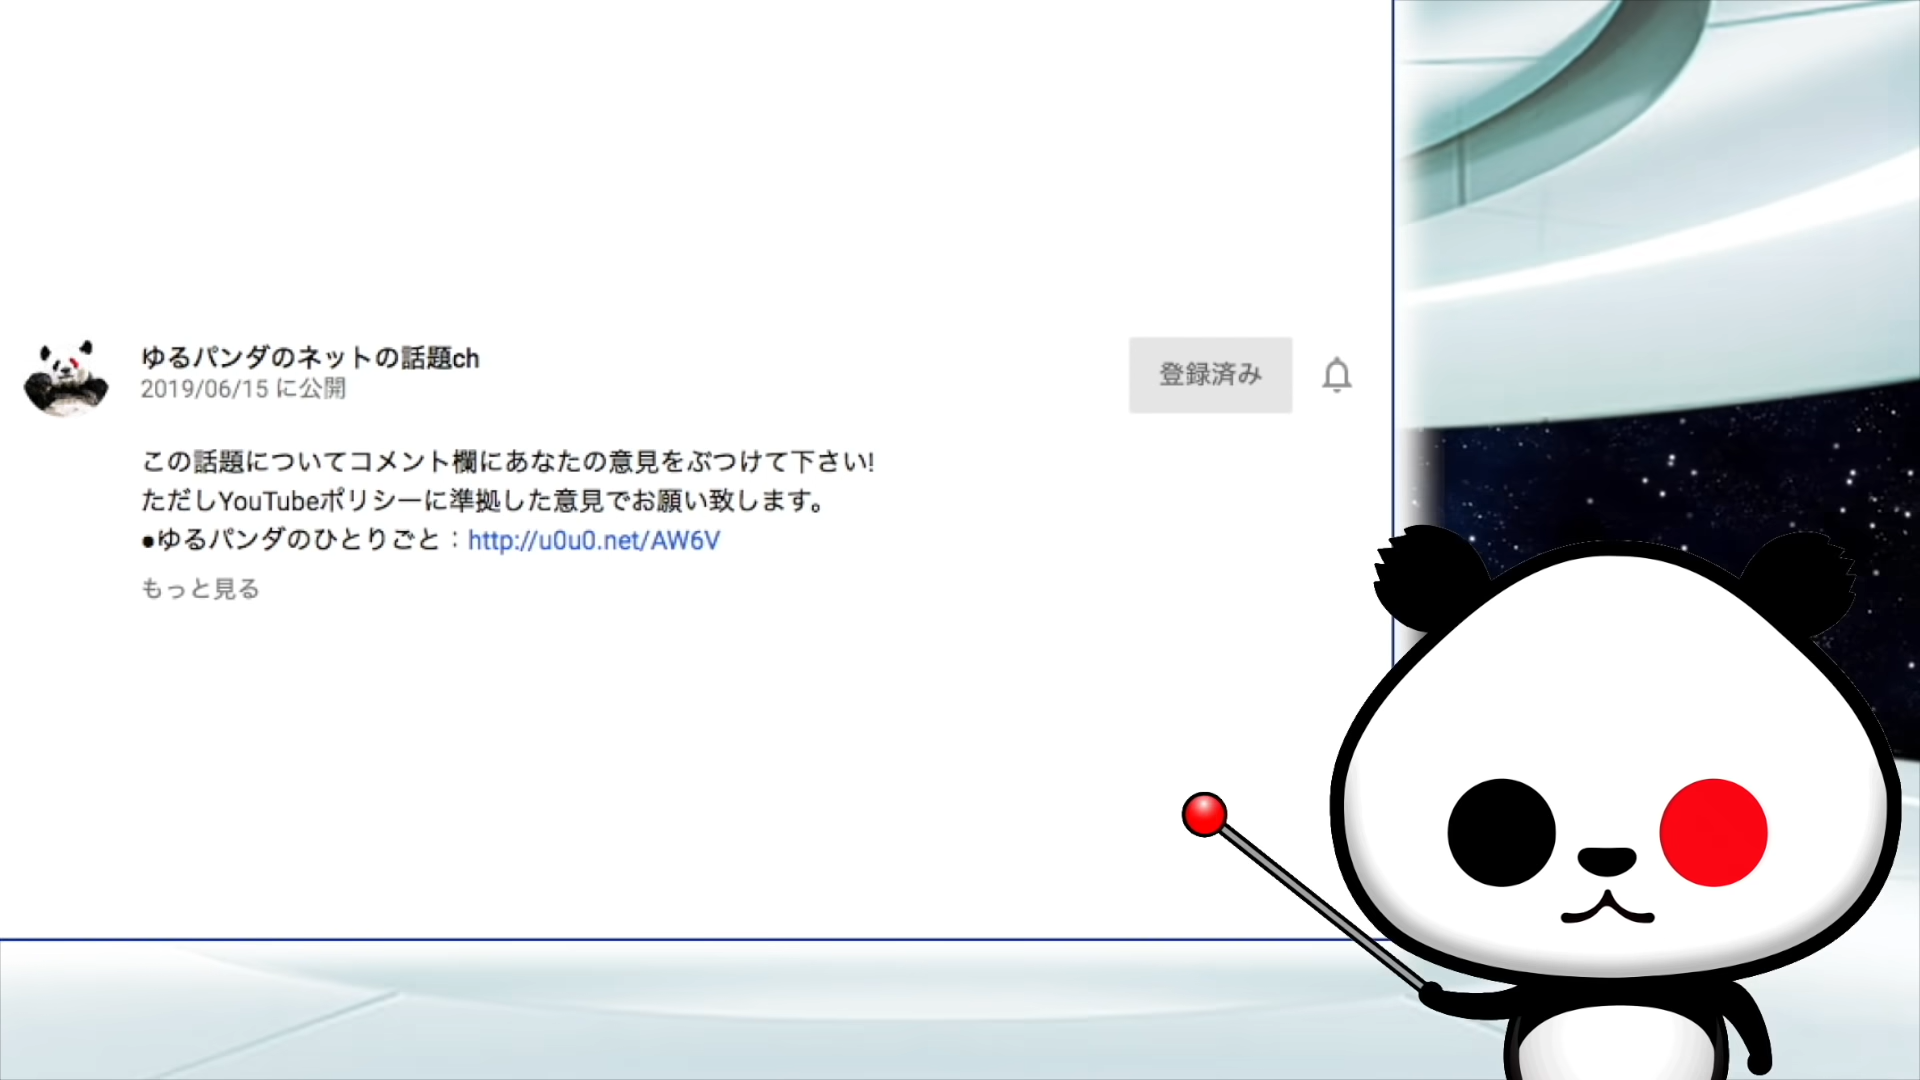 ゆるパンダのネットの話題ch
2019/06/15 に公開
登録済み
この話題についてコメント欄にあなたの意見をぶつけて下さい!
ただしYouTubeポリシーに準拠した意見でお願い致します。
●ゆるパンダのひとりごと：http://u0u0.net/AW6V
もっと見る